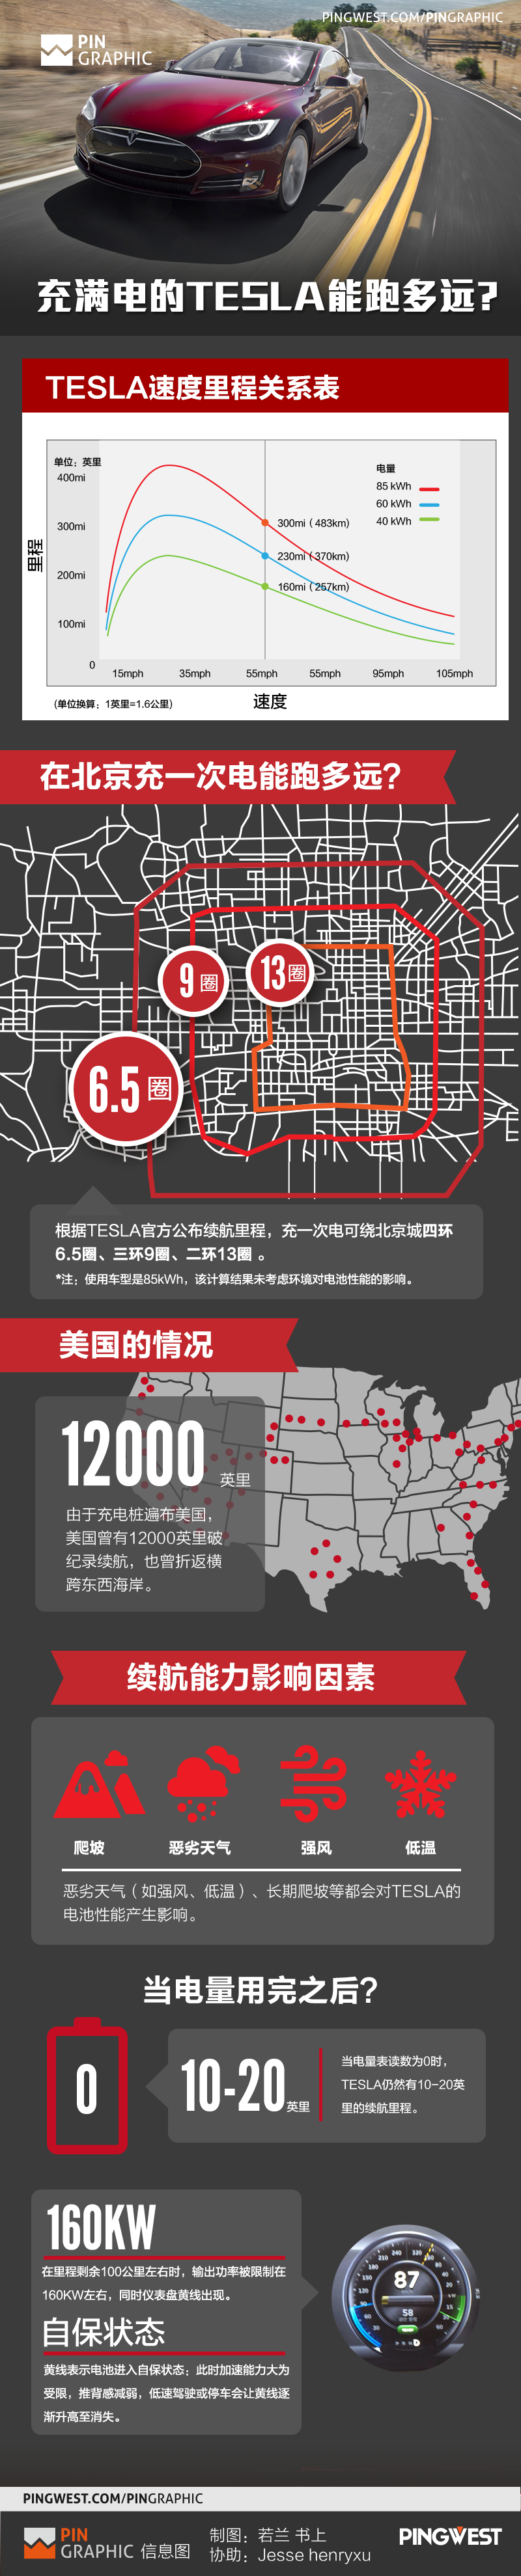 PINGWEST.COM/PINGRAPHIC
PIN
GRAPHIC
充满电的TESLA能跑多远?
TESLA速度里程关系表
单位：英里
400mi
300mi
200mi
100mi
0
里程
电量
85 kWh
60 kWh
40 kWh
300mi（483km)
230mi（370km)
160mi（257km)
15mph
35mph
55mph
55mph
95mph
105mph
(单位换算：1英里=1.6公里)
速度
在北京充一次电能跑多远?
9圈
13圈
6.5圈
根据TESLA官方公布续航里程，充一次电可绕北京城四环
6.5圈、三环9圈、二环13圈 。
*注：使用车型是85kWh，该计算结果未考虑环境对电池性能的影响。
美国的情况
12000 英里
由于充电桩遍布美国，
美国曾有12000英里破
纪录续航，也曾折返横
跨东西海岸。
续航能力影响因素
爬坡
恶劣天气
强风
低温
恶劣天气（如强风、低温）、长期爬坡等都会对TESLA的
电池性能产生影响。
当电量用完之后?
0
10-20英里
当电量表读数为0时，
TESLA仍然有10-20英
里的续航里程。
160KW
在里程剩余100公里左右时，输出功率被限制在
160KW左右，同时仪表盘黄线出现。
自保状态
黄线表示电池进入自保状态；此时加速能力大为
受限，推背感减弱，低速驾驶或停车会让黄线逐
渐升高至消失。
87
58
PINGWEST.COM/PINGRAPHIC
PIN
GRAPHIC 信息图
制图：若兰 书上
协助：Jesse henryxu
PINGWEST